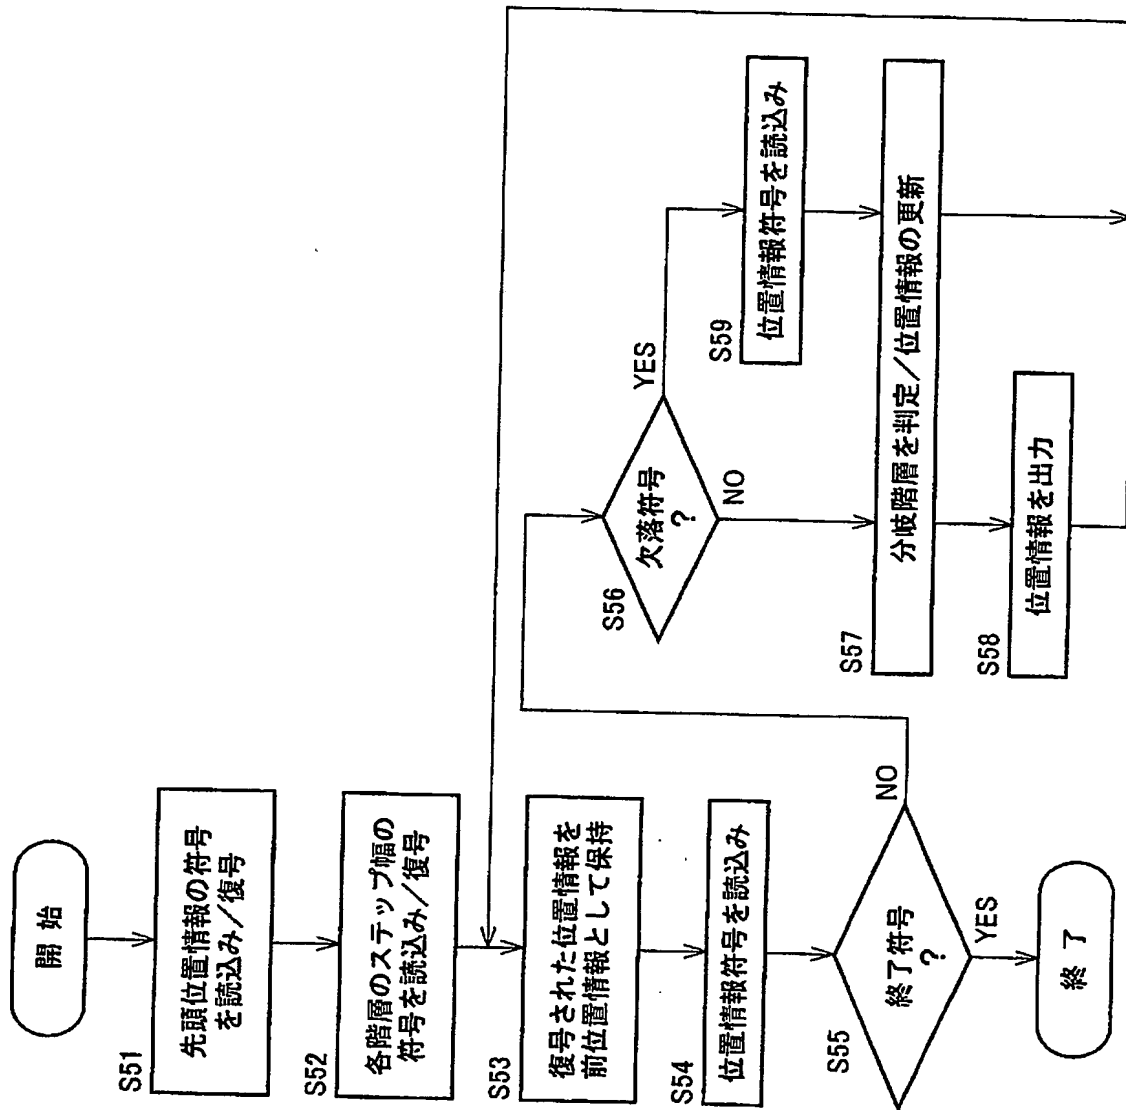 開 始
S51
先頭位置情報の符号
を読込み／復号
S52
各階層のステップ幅の
符号を読込み／復号
S53
復号された位置情報を
前位置情報として保持
S54
位置情報符号を読込み
S55
終了符号
?
NO
YES
終 了
S56
欠落符号
?
YES
NO
S59
位置情報符号を読込み
S57
分岐階層を判定／位置情報の更新
S58
位置情報を出力